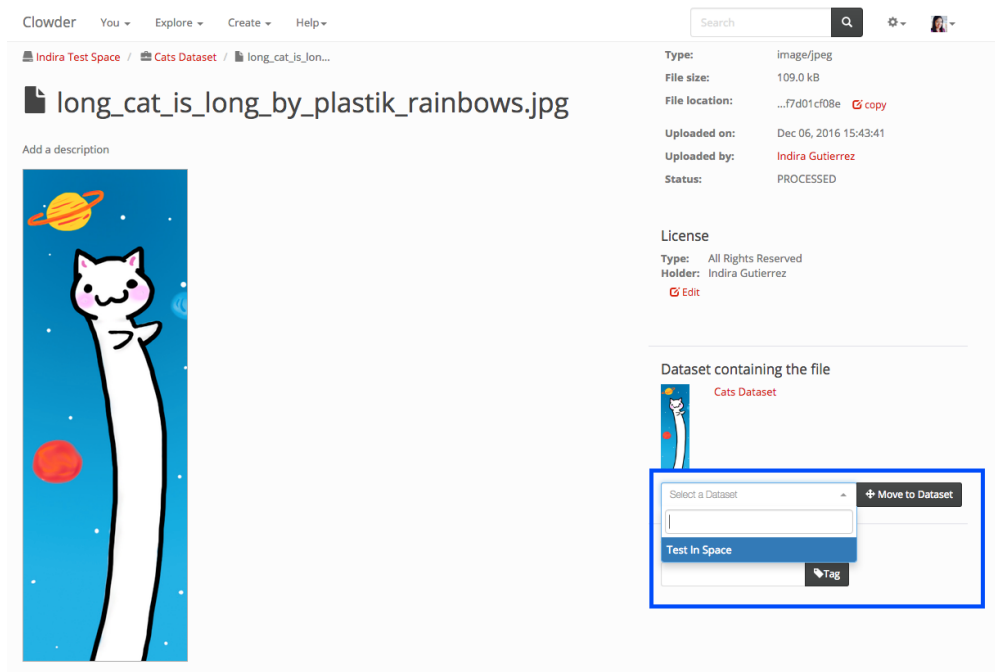 Clowder You Explore Create Help Search
Indira Test Space / Cats Dataset / long_cat_is_lon...
long_cat_is_long_by_plastik_rainbows.jpg
Add a description
Type: image/jpeg
File size: 109.0 kB
File location: ...f7d01cf08e copy
Uploaded on: Dec 06, 2016 15:43:41
Uploaded by: Indira Gutierrez
Status: PROCESSED
License
Type: All Rights Reserved
Holder: Indira Gutierrez
Edit
Dataset containing the file
Cats Dataset
Select a Dataset Move to Dataset
Test In Space
Tag